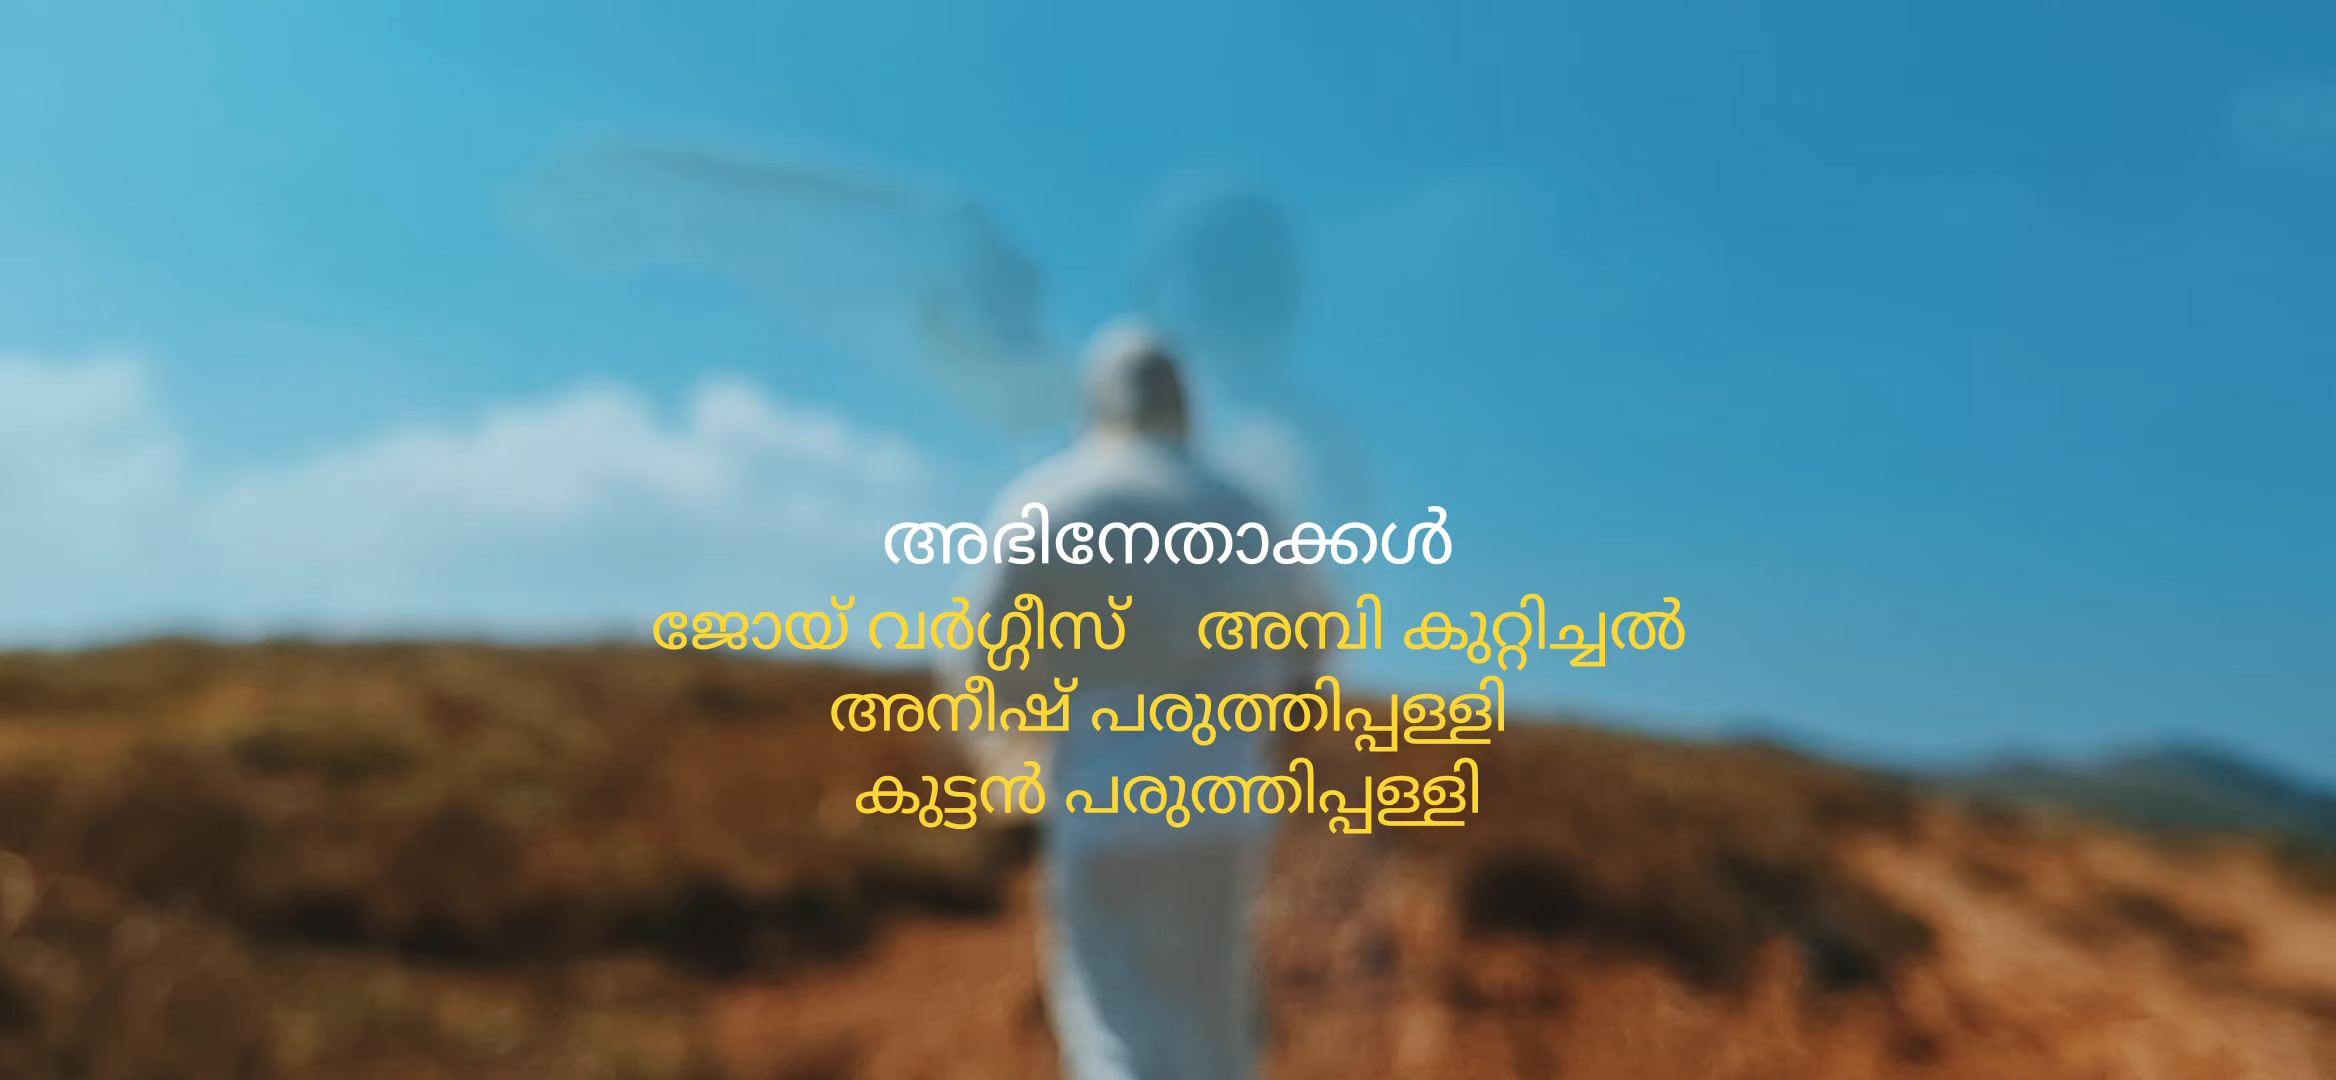 അഭിനേതാക്കൾ
ജോയ് വർഗ്ഗീസ് അമ്പി കുറ്റിച്ചൽ
അനീഷ് പരുത്തിപ്പള്ളി
കുട്ടൻ പരുത്തിപ്പള്ളി